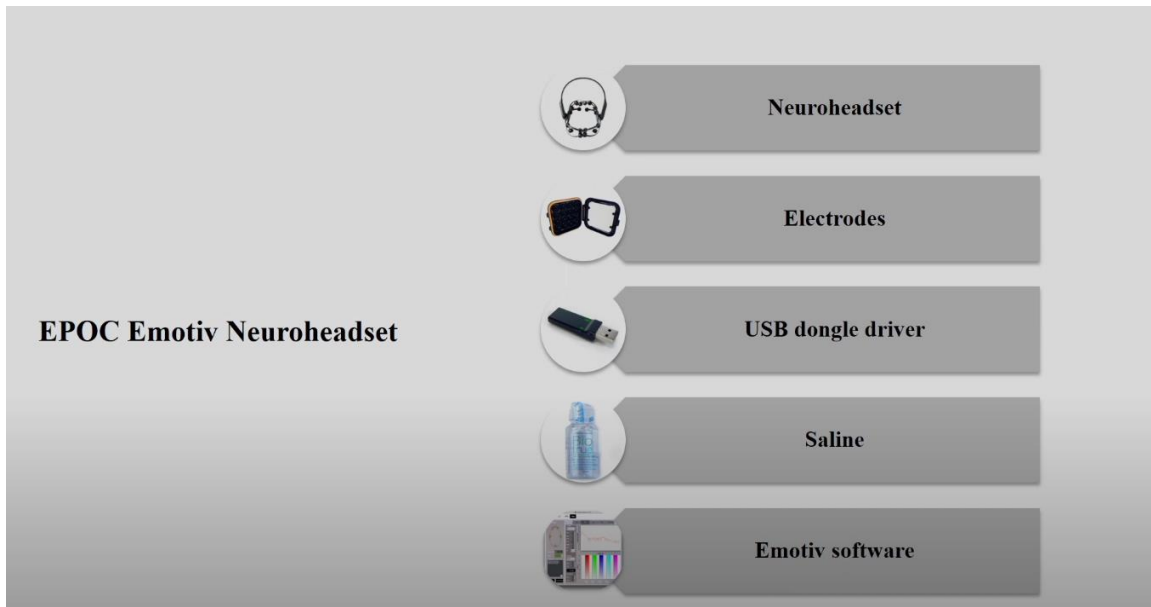 EPOC Emotiv Neuroheadset
Neuroheadset
Electrodes
USB dongle driver
Saline
Emotiv software